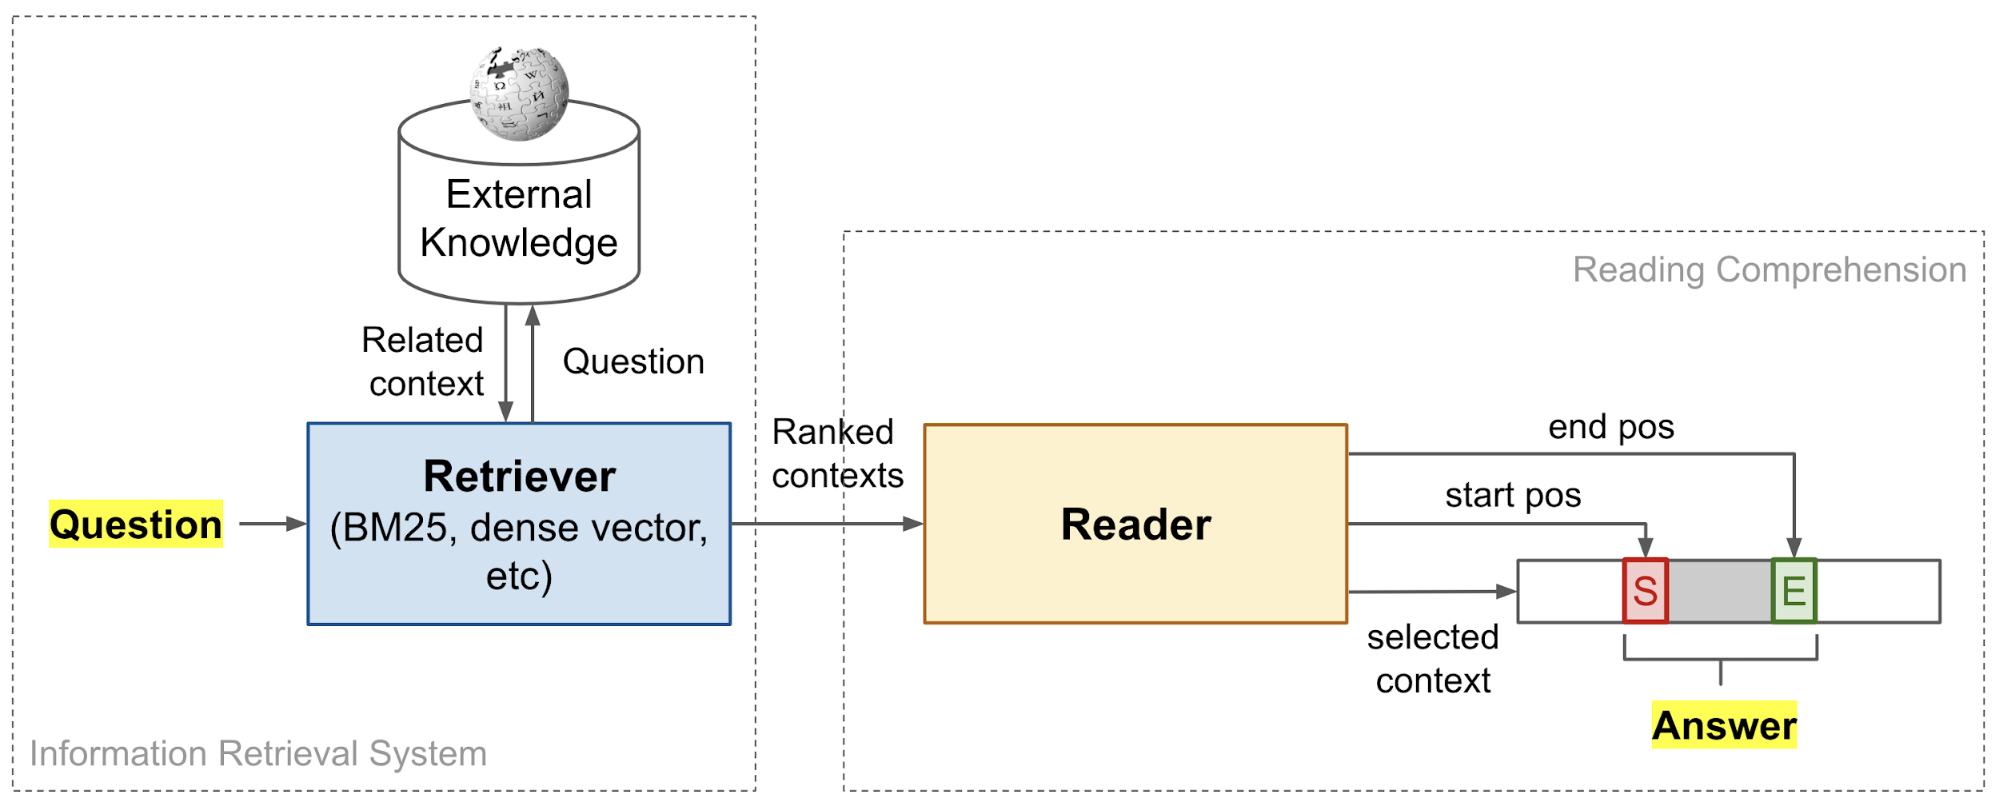 External
Knowledge
Related
context
Question
Question
Retriever
(BM25, dense vector,
etc)
Information Retrieval System
Ranked
contexts
Reading Comprehension
Reader
end pos
start pos
selected
context
S
E
Answer